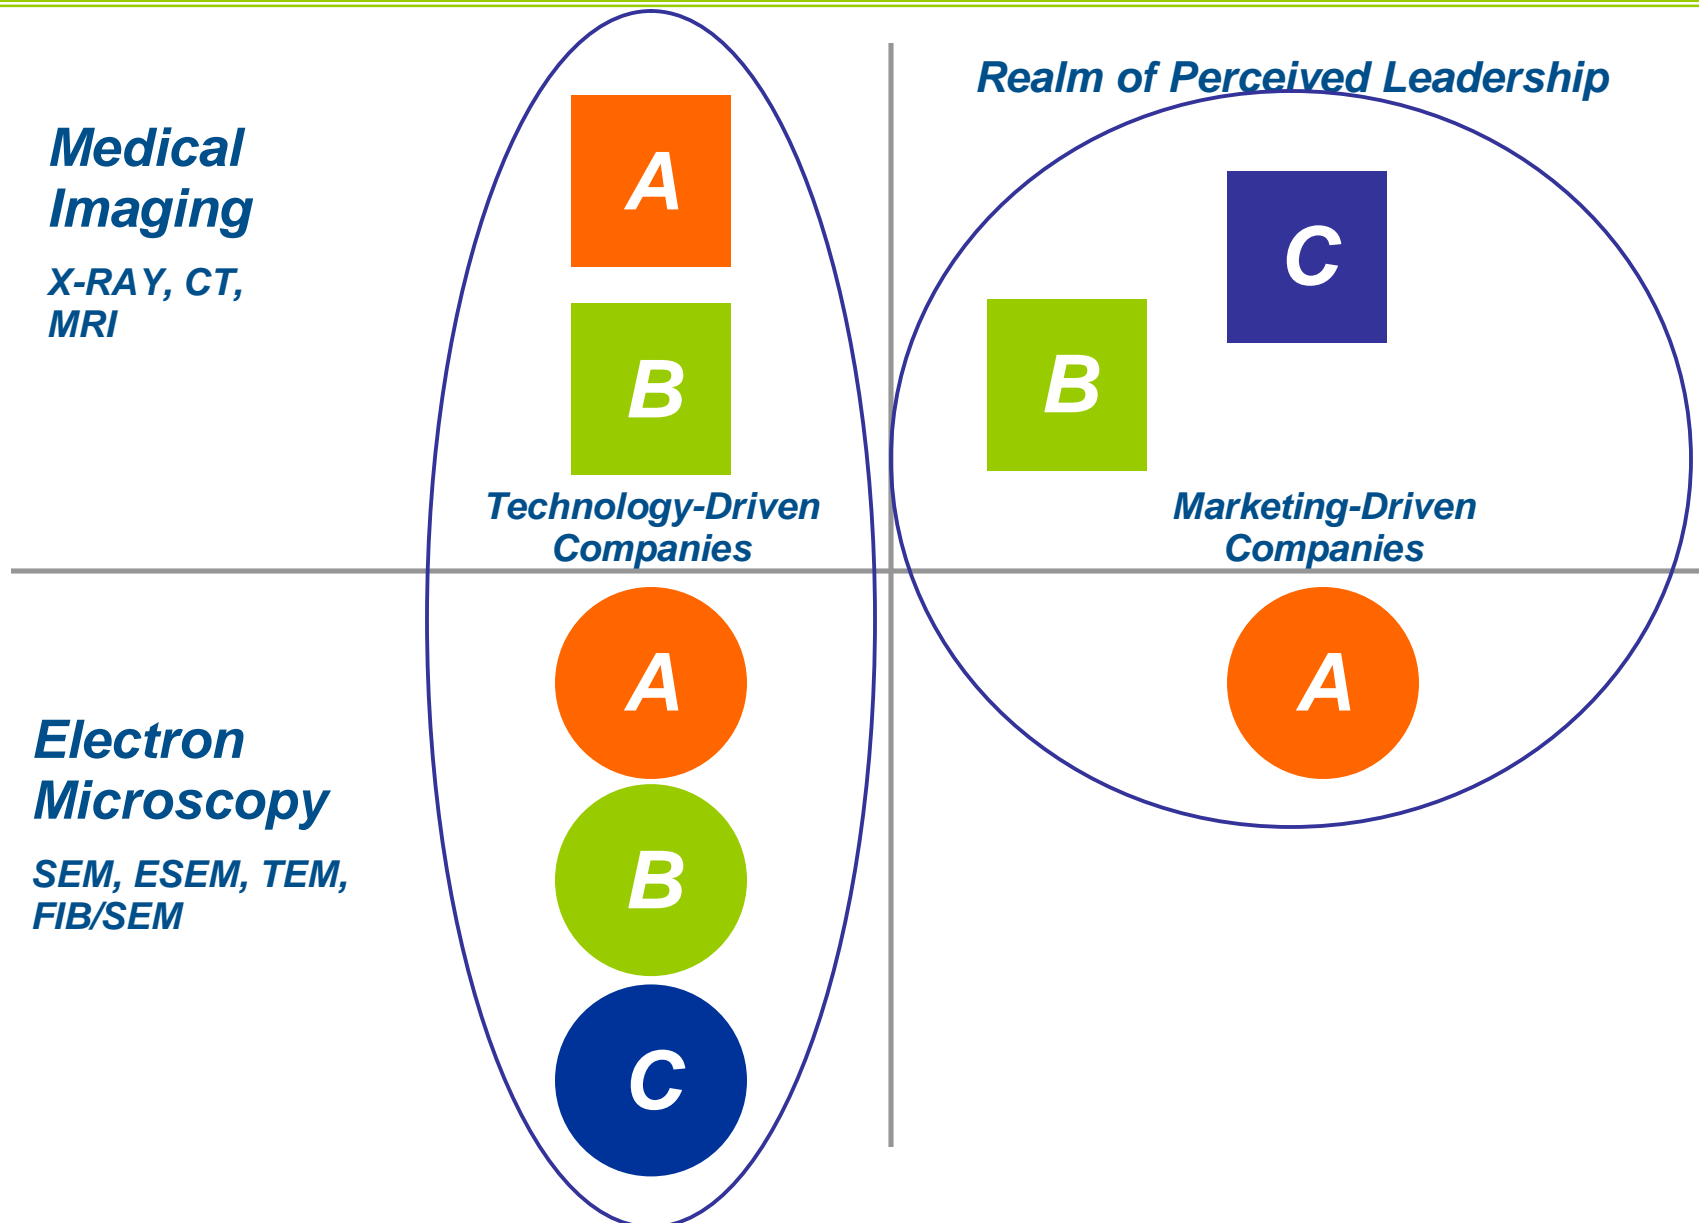 Realm of Perceived Leadership
Medical
Imaging
X-RAY, CT,
MRI
A
B
C
B
Technology-Driven
Companies
Marketing-Driven
Companies
Electron
Microscopy
SEM, ESEM, TEM,
FIB/SEM
A
B
C
A